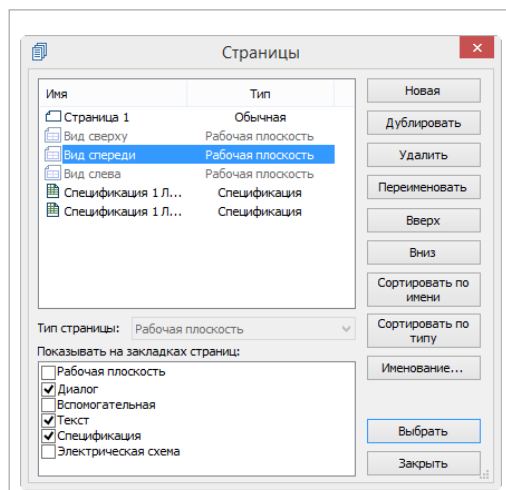 Страницы
Имя Тип
Страница 1 Обычная
Вид сверху Рабочая плоскость
Вид спереди Рабочая плоскость
Вид слева Рабочая плоскость
Спецификация 1 Л... Спецификация
Спецификация 1 Л... Спецификация
Тип страницы: Рабочая плоскость
Показывать на закладках страниц:
Рабочая плоскость
Диалог
Вспомогательная
Текст
Спецификация
Электрическая схема
Новая
Дублировать
Удалить
Переименовать
Вверх
Вниз
Сортировать по
имени
Сортировать по
типу
Именование...
Выбрать
Закрыть